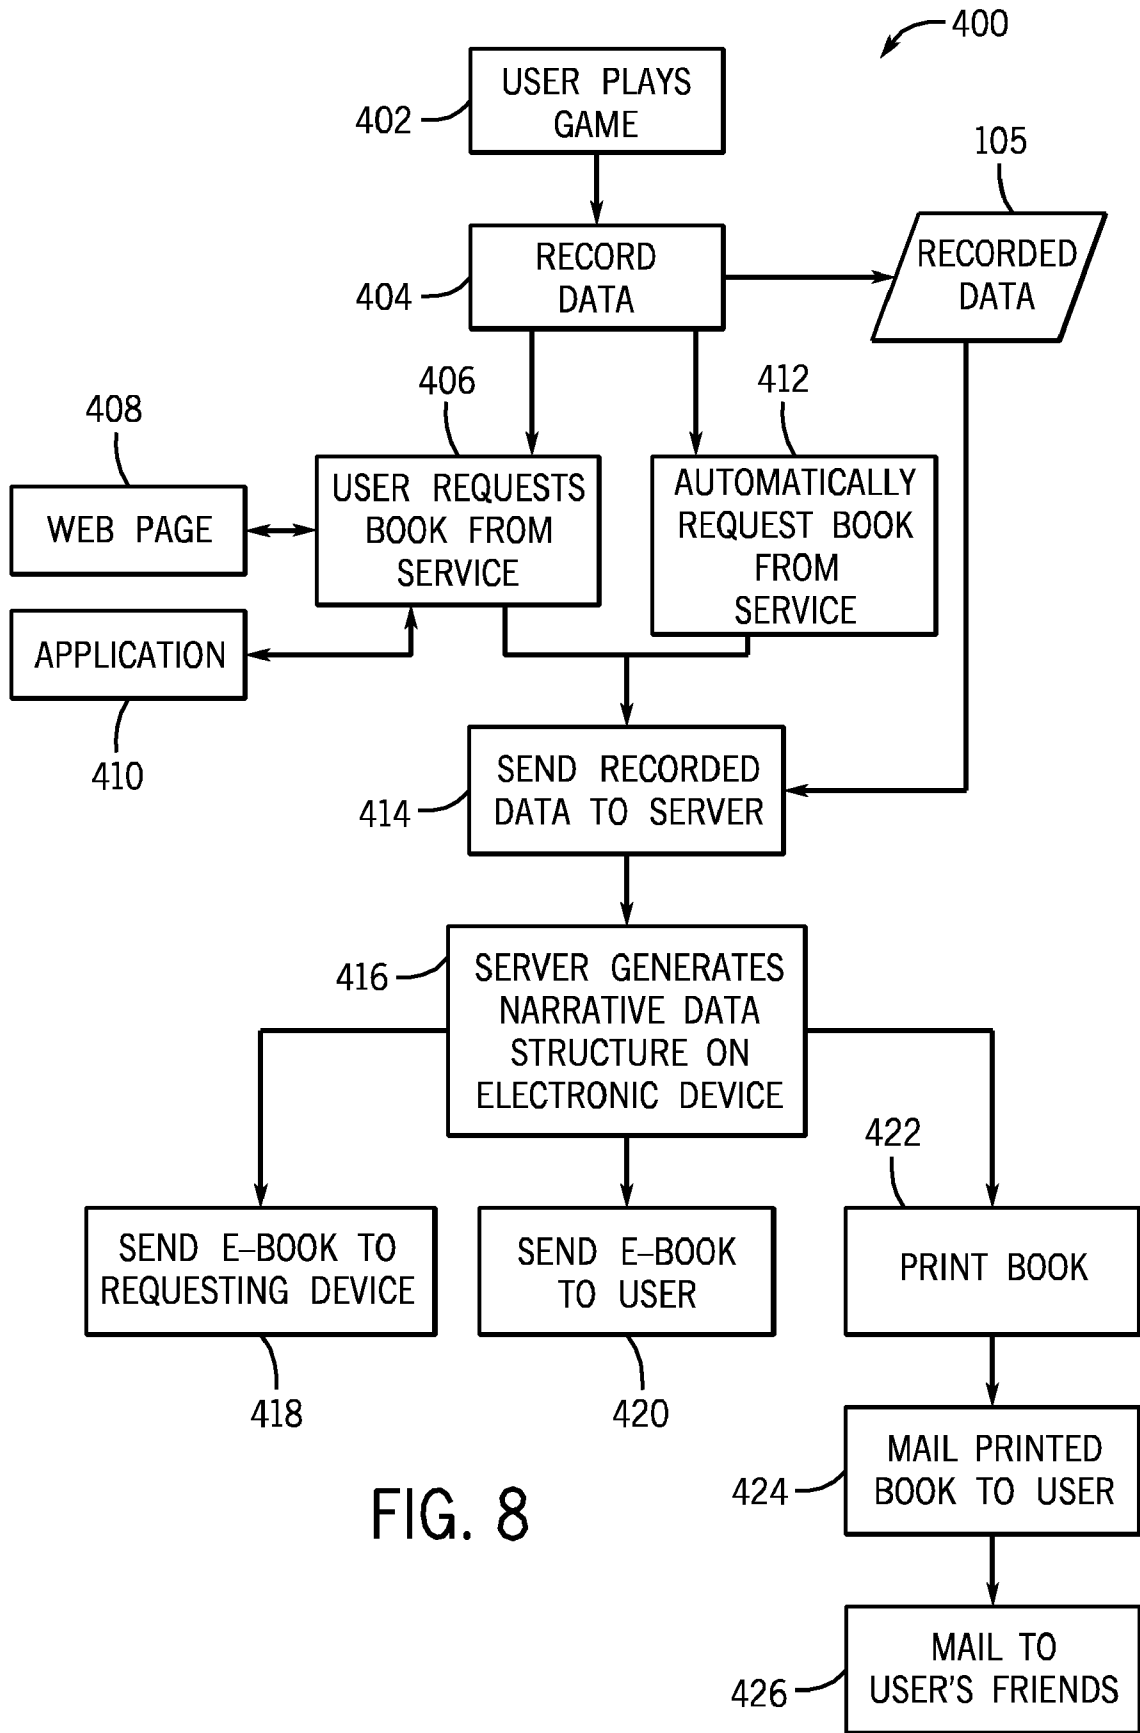 400
USER PLAYS
GAME
402
105
RECORD
DATA
404
RECORDED
DATA
406
412
408
USER REQUESTS
BOOK FROM
SERVICE
AUTOMATICALLY
REQUEST BOOK
FROM
SERVICE
WEB PAGE
APPLICATION
410
SEND RECORDED
DATA TO SERVER
414
SERVER GENERATES
NARRATIVE DATA
STRUCTURE ON
ELECTRONIC DEVICE
416
422
SEND E-BOOK TO
REQUESTING DEVICE
SEND E-BOOK
TO USER
PRINT BOOK
418
420
MAIL PRINTED
BOOK TO USER
424
FIG. 8
MAIL TO
USER'S FRIENDS
426